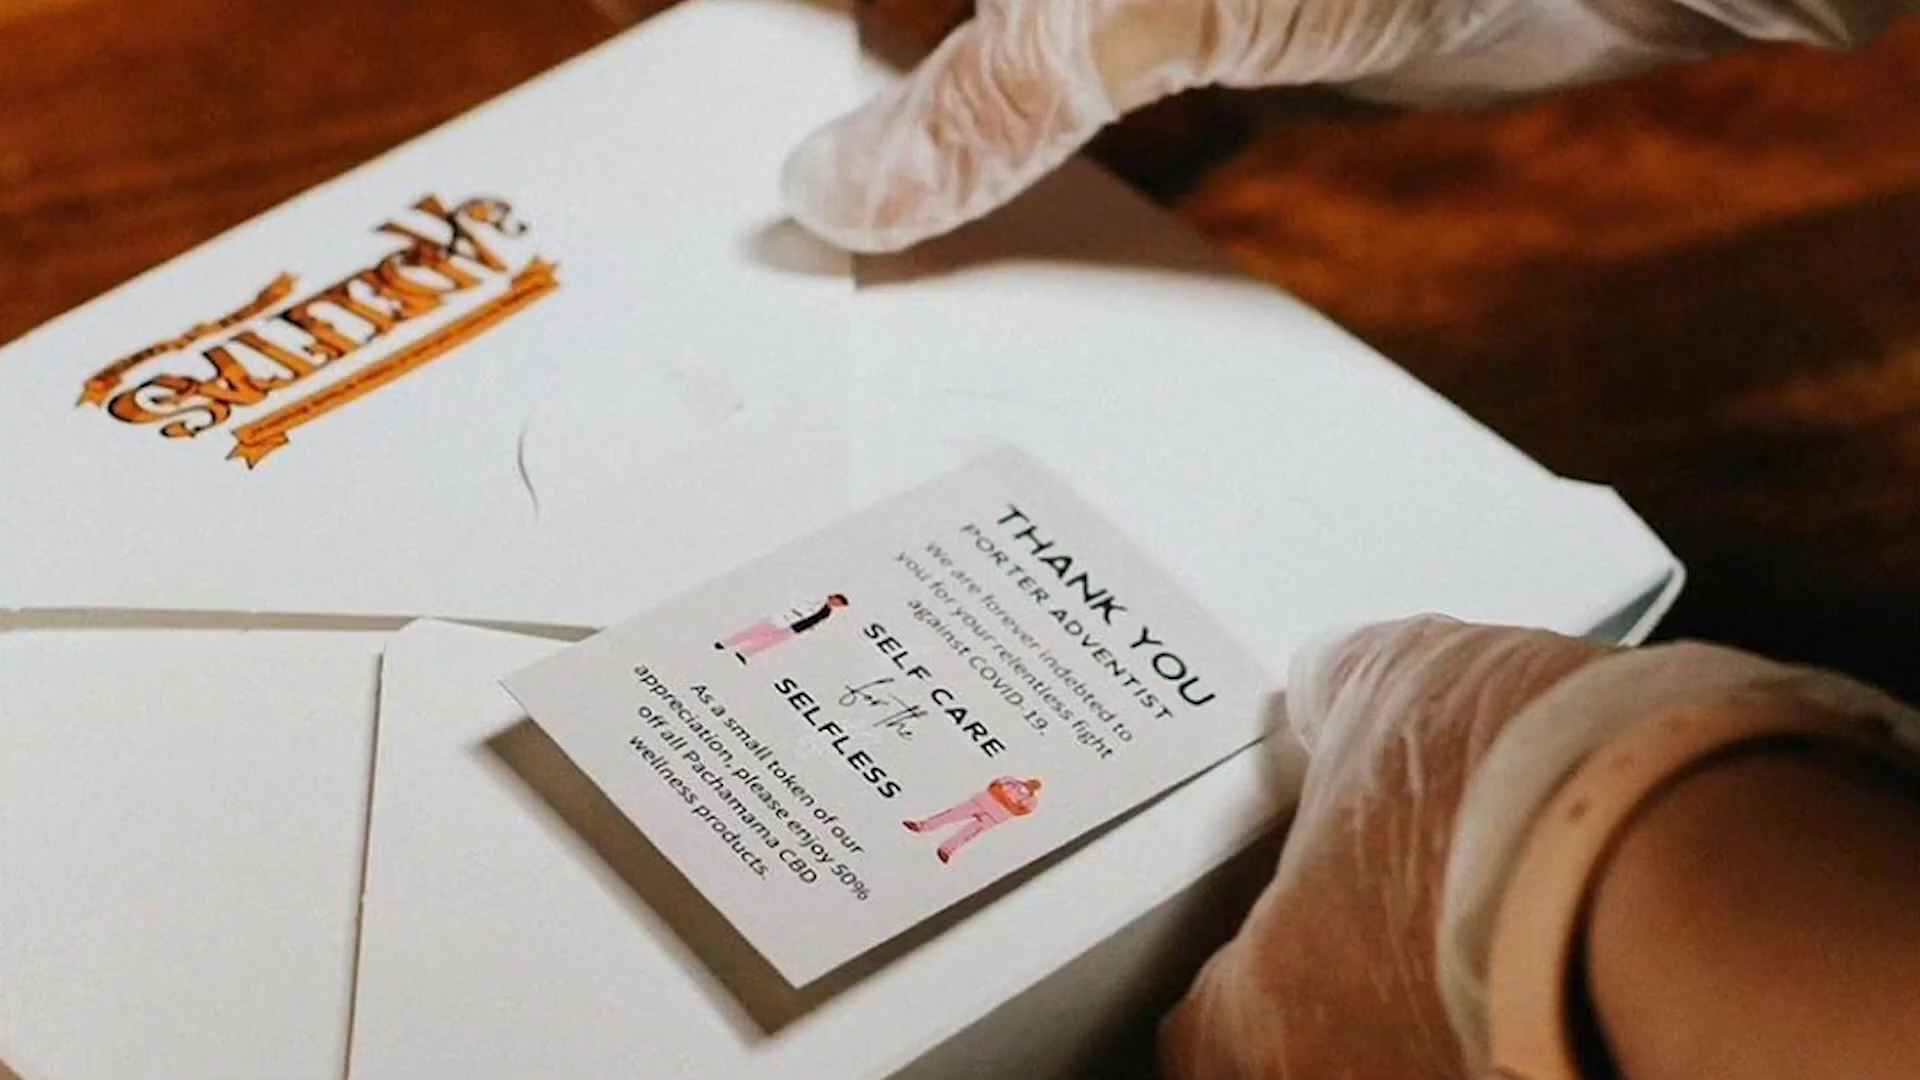 THANK YOU
PORTER ADVENTIST
We are forever indebted to
you for your relentless fight
against COVID-19.
SELF CARE
for the
SELFLESS
As a small token of our
appreciation, please enjoy 50%
off all Pachamama CBD
wellness products.